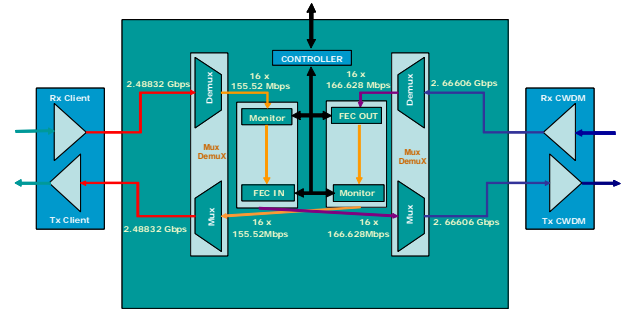 CONTROLLER
2.48832 Gbps
16 x
155.52 Mbps
16 x
166.628 Mbps
2. 66606 Gbps
Rx Client
Demux
Monitor
FEC OUT
Demux
Rx CWDM
Mux
DemuX
Mux
DemuX
Tx Client
Mux
FEC IN
Monitor
Mux
Tx CWDM
2.48832 Gbps
16 x
155.52Mbps
16 x
166.628Mbps
2. 66606 Gbps